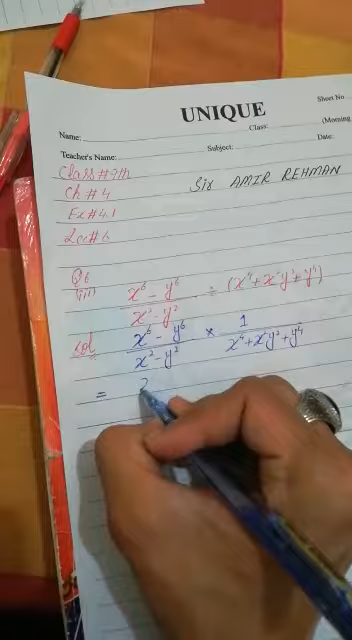 UNIQUE
Sheet No
Name: Class: (Morning
Teacher's Name: Subject: Date:
Class#9th
Ch#4
Ex#4.1
Lec#6
Sir AMIR REHMAN
Q6
(iii) x⁶ - y⁶ / x² - y² ÷ (x⁴ + x²y² + y⁴)
Sol x⁶ - y⁶ / x² - y² × 1 / x⁴ + x²y² + y⁴
=